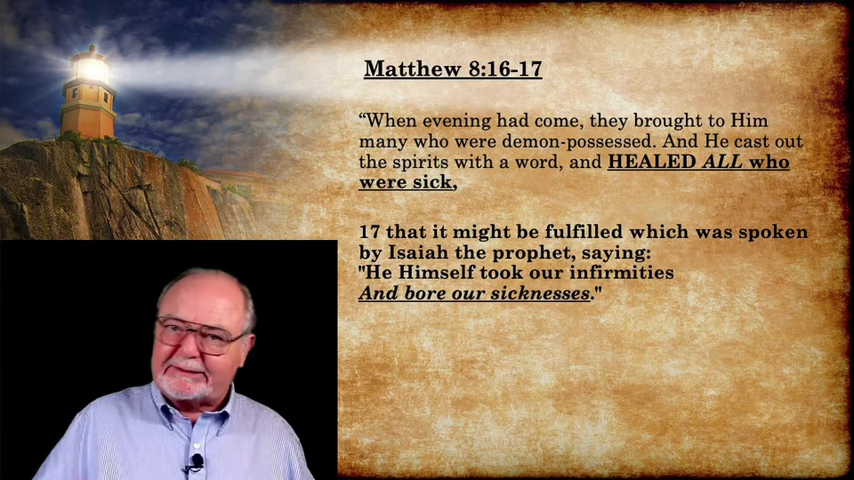 Matthew 8:16-17
“When evening had come, they brought to Him
many who were demon-possessed. And He cast out
the spirits with a word, and HEALED ALL who
were sick,
17 that it might be fulfilled which was spoken
by Isaiah the prophet, saying:
"He Himself took our infirmities
And bore our sicknesses."